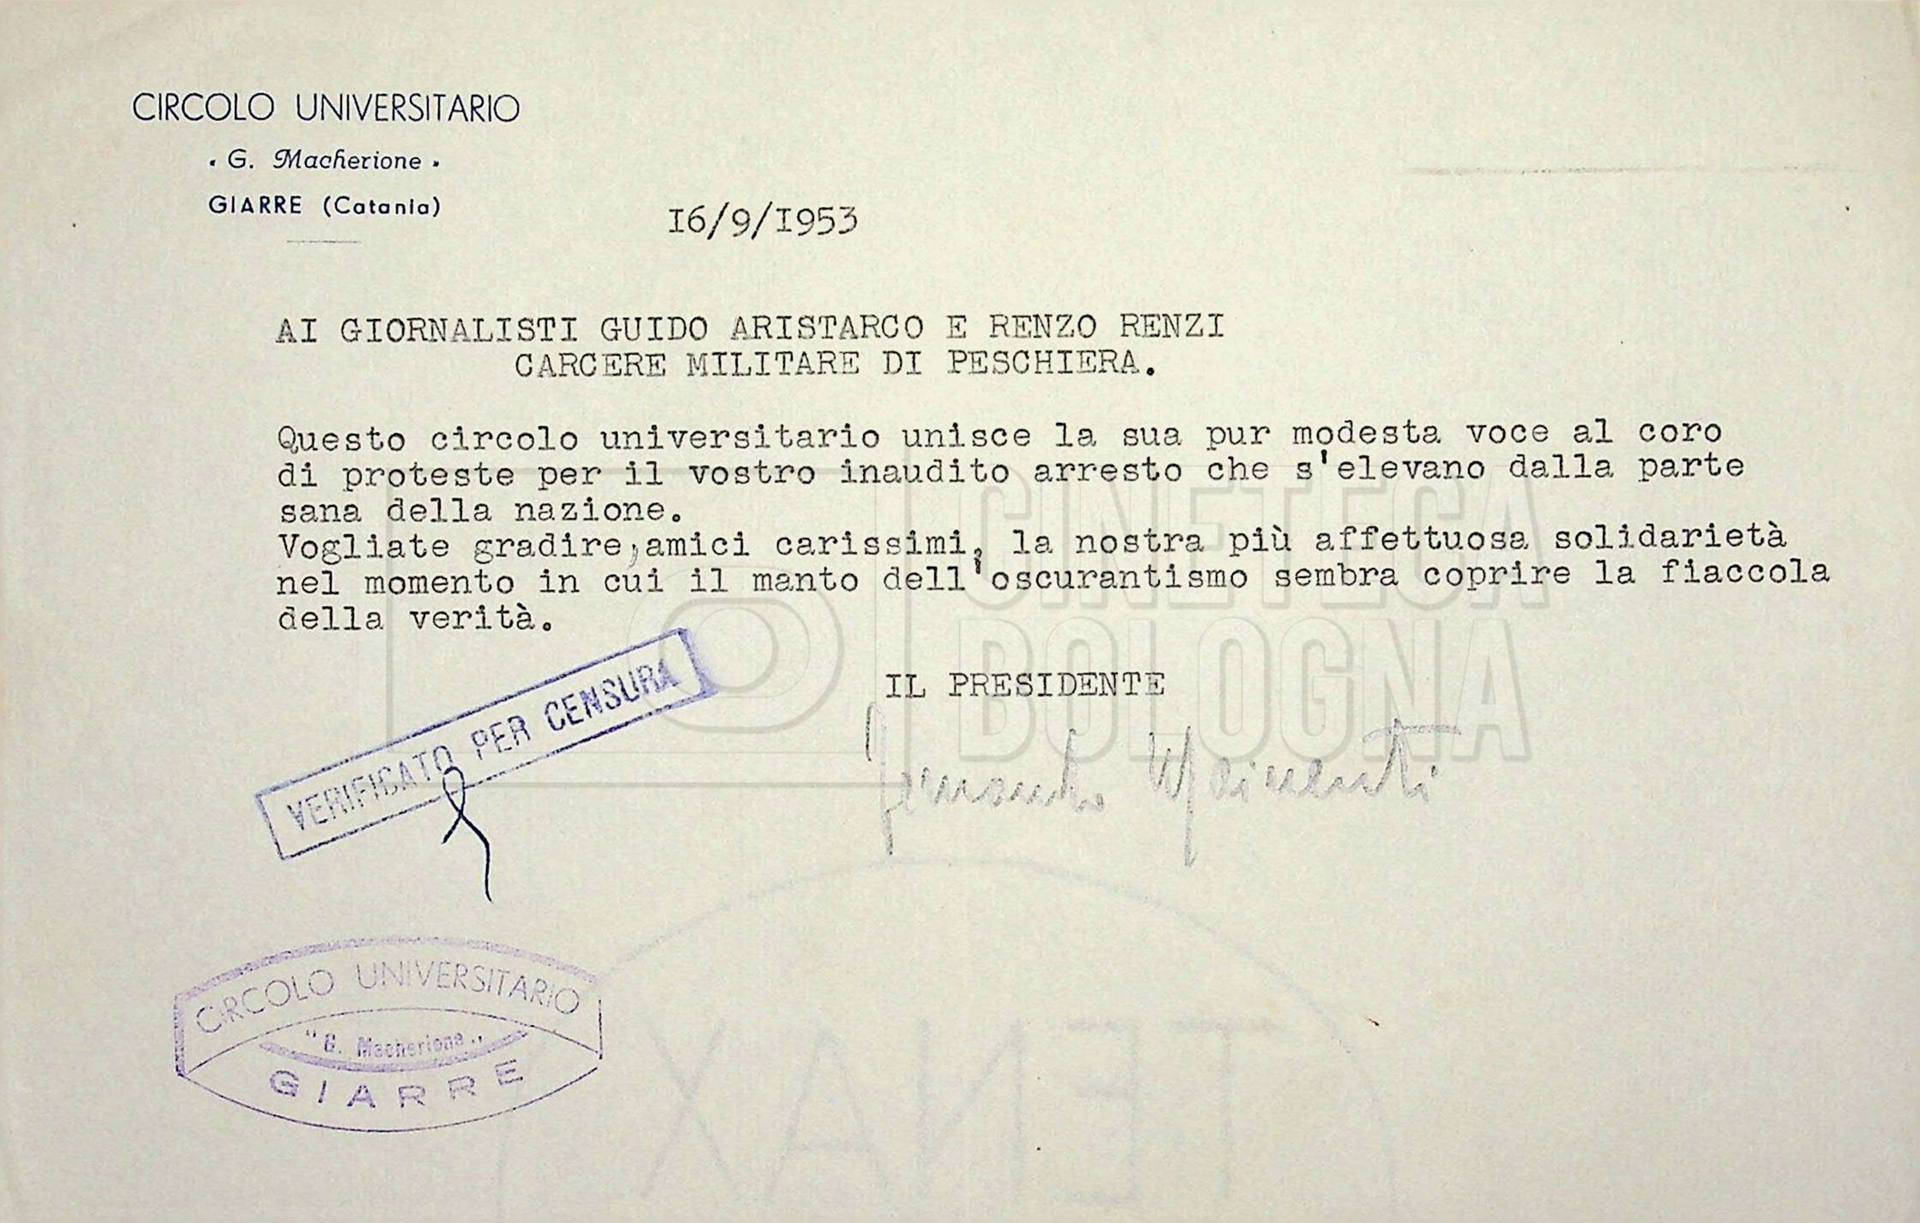 CIRCOLO UNIVERSITARIO
• G. Macherione •
GIARRE (Catania)
I6/9/I953
AI GIORNALISTI GUIDO ARISTARCO E RENZO RENZI
CARCERE MILITARE DI PESCHIERA.
Questo circolo universitario unisce la sua pur modesta voce al coro
di proteste per il vostro inaudito arresto che s'elevano dalla parte
sana della nazione.
Vogliate gradire,amici carissimi, la nostra più affettuosa solidarietà
nel momento in cui il manto dell'oscurantismo sembra coprire la fiaccola
della verità.
IL PRESIDENTE
VERIFICATO PER CENSURA
CIRCOLO UNIVERSITARIO
"G. Macherione„
GIARRE
CINETECA
BOLOGNA
TENAX